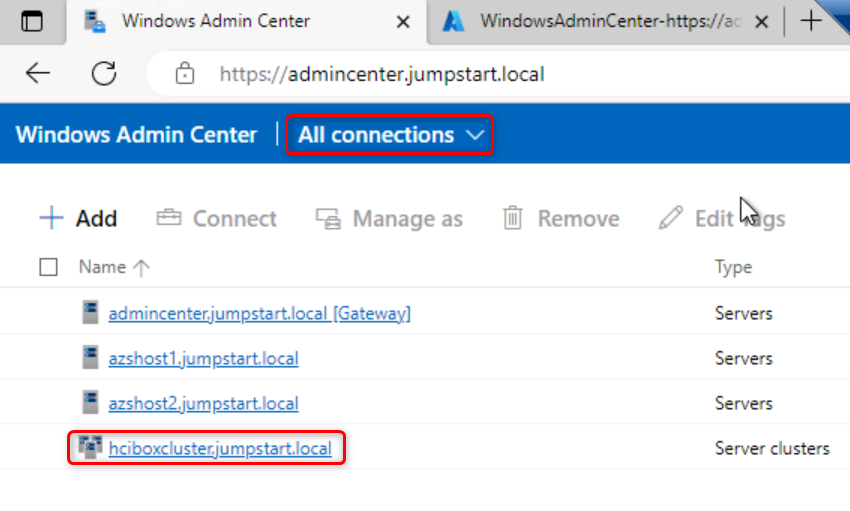 Windows Admin Center
WindowsAdminCenter-https://ac
https://admincenter.jumpstart.local
Windows Admin Center | All connections
Add Connect Manage as Remove Edit Tags
Name Type
admincenter.jumpstart.local [Gateway] Servers
azshost1.jumpstart.local Servers
azshost2.jumpstart.local Servers
hciboxcluster.jumpstart.local Server clusters